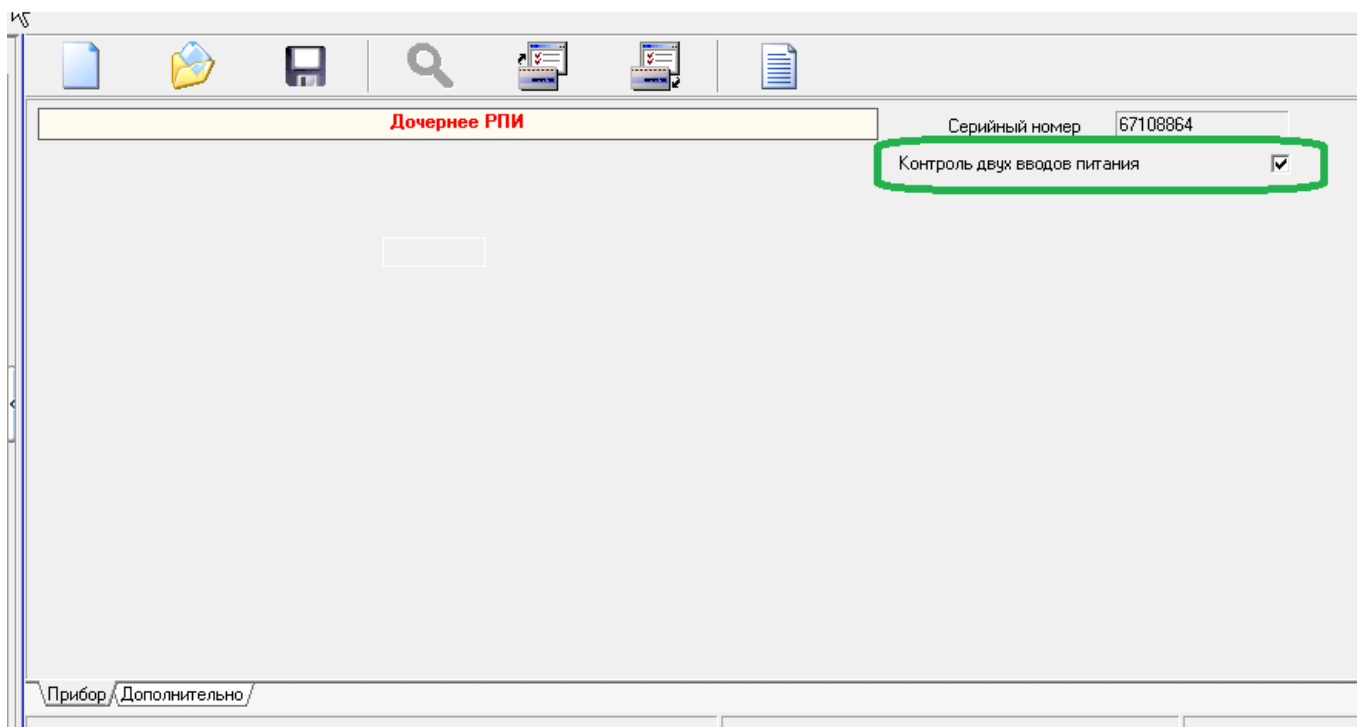 Дочернее РПИ
Серийный номер 67108864
Контроль двух вводов питания
Прибор Дополнительно